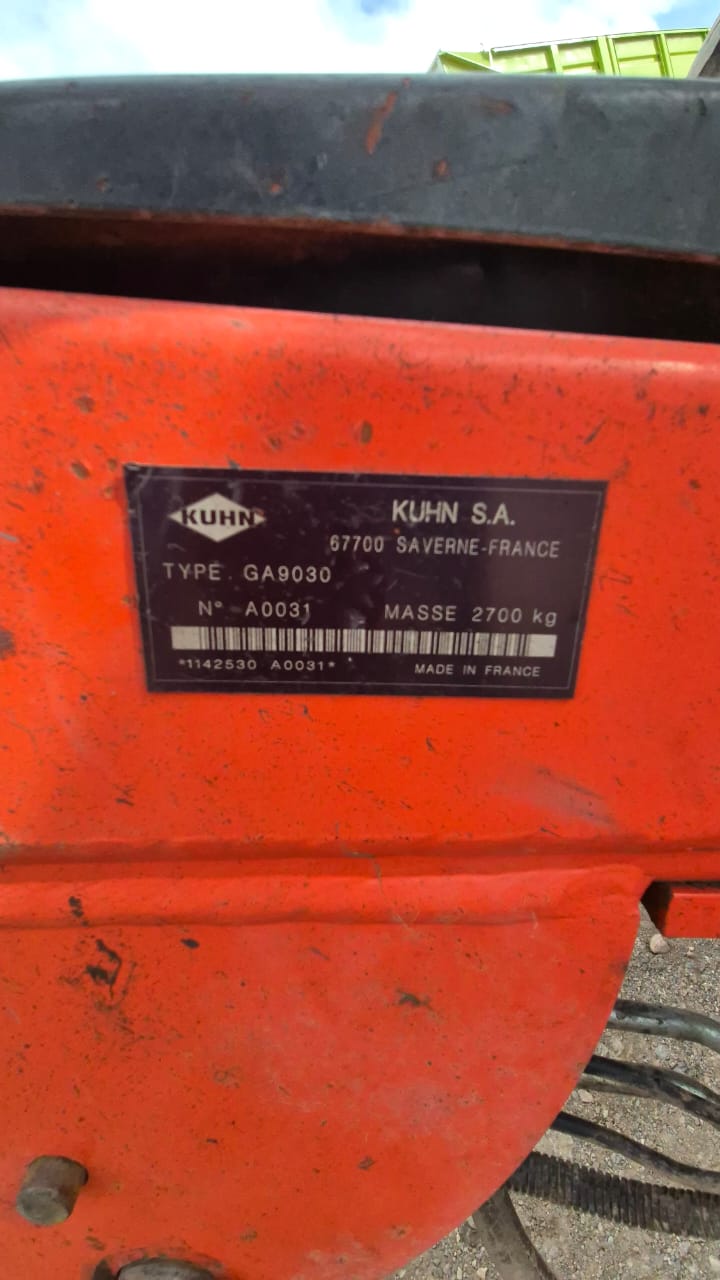 KUHN
KUHN S.A.
67700 SAVERNE-FRANCE
TYPE GA9030
N° A0031 MASSE 2700 kg
*1142530 A0031* MADE IN FRANCE